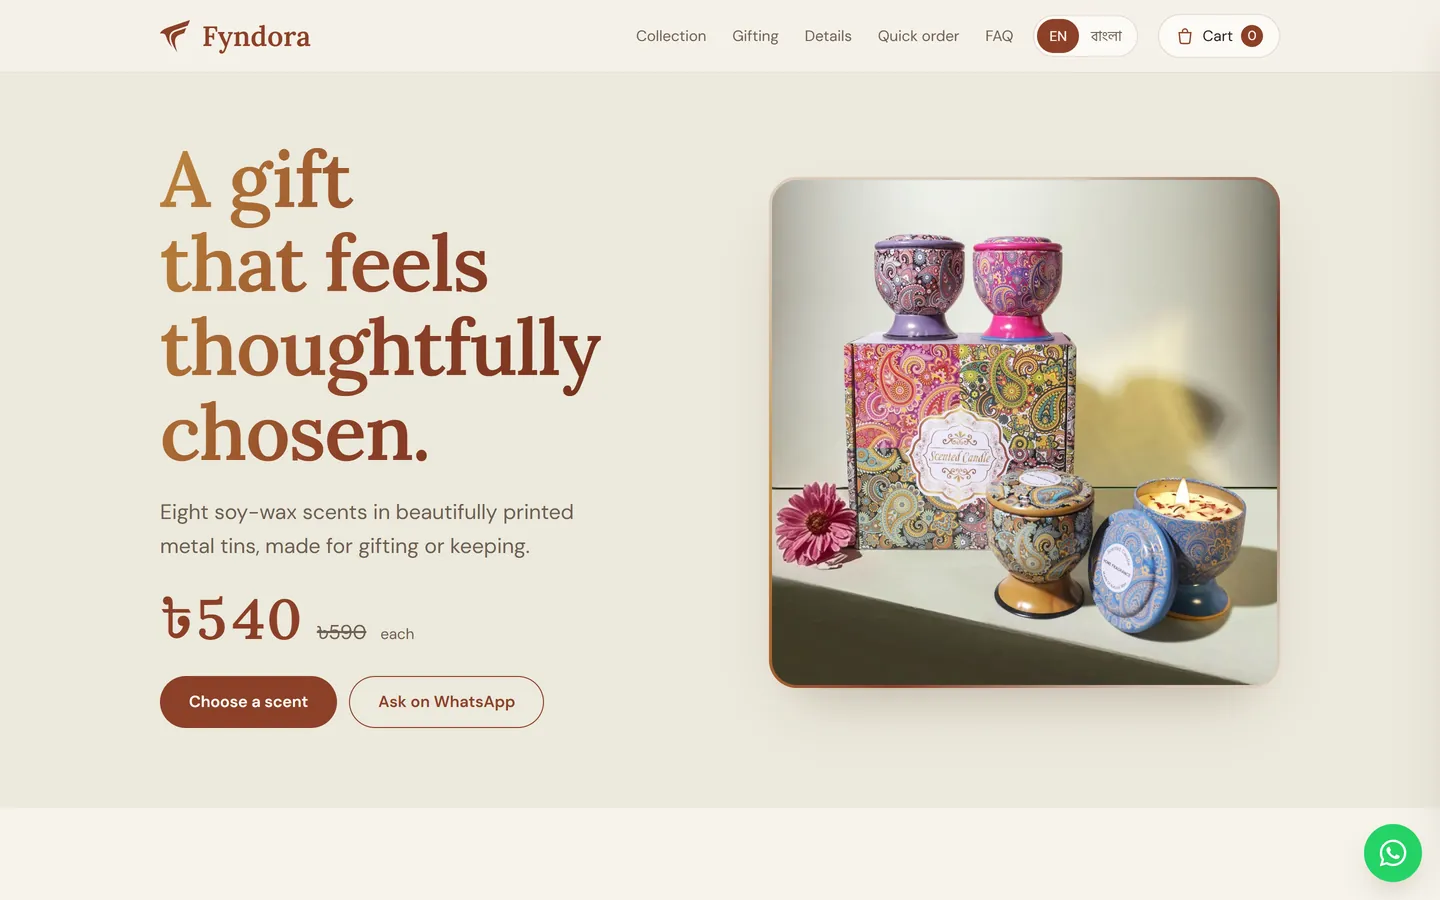 Fyndora
Collection
Gifting
Details
Quick order
FAQ
EN
বাংলা
Cart
0
A gift
that feels
thoughtfully
chosen.
Eight soy-wax scents in beautifully printed
metal tins, made for gifting or keeping.
৳540
৳590
each
Choose a scent
Ask on WhatsApp
Scented Candle